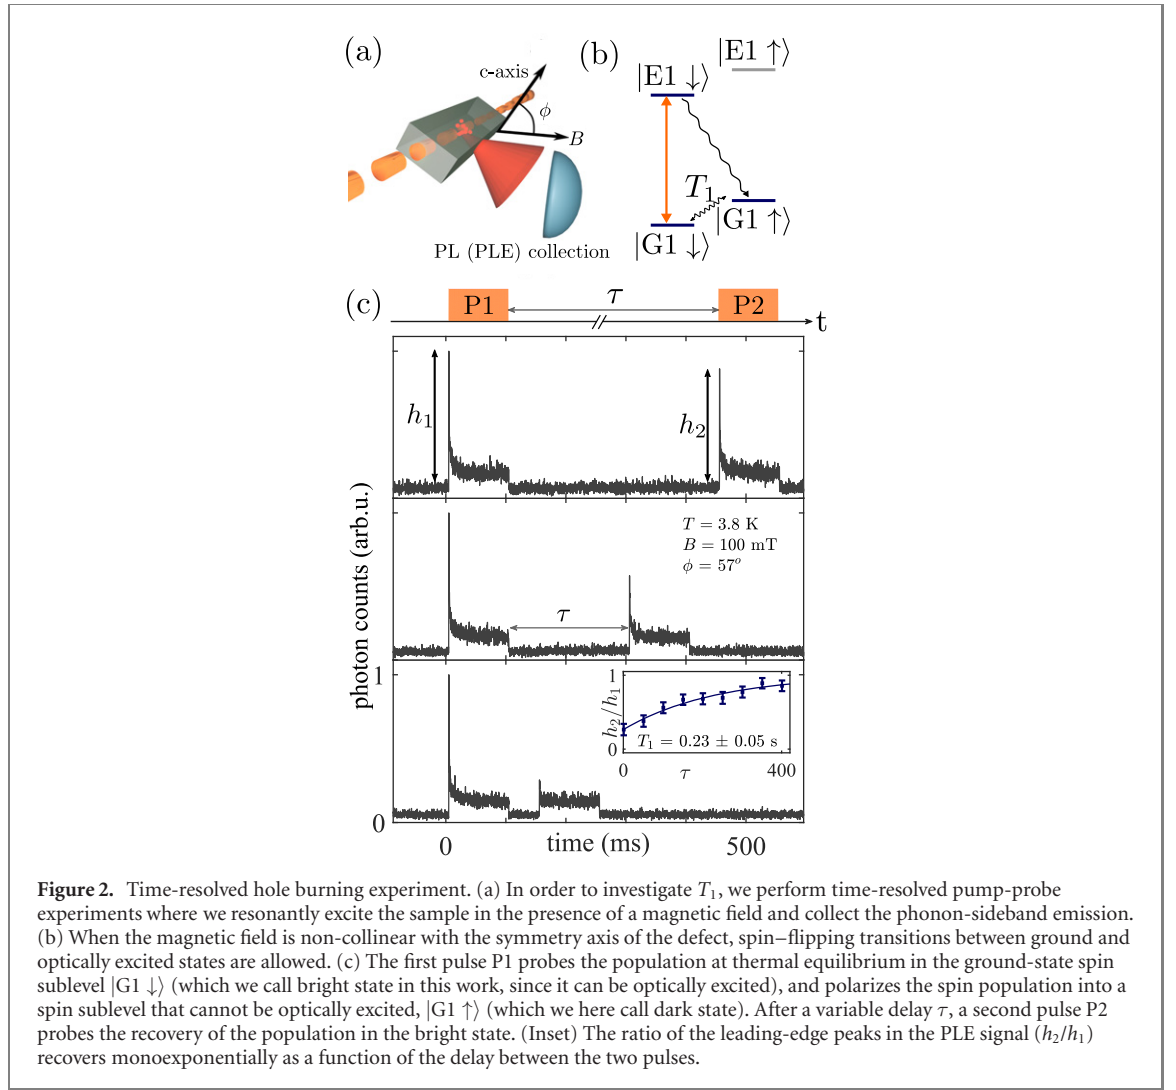 (a)
c-axis
ϕ
B
PL (PLE) collection
(b)
|E1 ↑⟩
|E1 ↓⟩
T₁
|G1 ↑⟩
|G1 ↓⟩
(c)
P1
τ
P2
t
h₁
h₂
T = 3.8 K
B = 100 mT
ϕ = 57°
τ
photon counts (arb.u.)
1
0
h₂/h₁
1
0
T₁ = 0.23 ± 0.05 s
0
τ
400
0
time (ms)
500
Figure 2. Time-resolved hole burning experiment. (a) In order to investigate T₁, we perform time-resolved pump-probe
experiments where we resonantly excite the sample in the presence of a magnetic field and collect the phonon-sideband emission.
(b) When the magnetic field is non-collinear with the symmetry axis of the defect, spin–flipping transitions between ground and
optically excited states are allowed. (c) The first pulse P1 probes the population at thermal equilibrium in the ground-state spin
sublevel |G1 ↓⟩ (which we call bright state in this work, since it can be optically excited), and polarizes the spin population into a
spin sublevel that cannot be optically excited, |G1 ↑⟩ (which we here call dark state). After a variable delay τ, a second pulse P2
probes the recovery of the population in the bright state. (Inset) The ratio of the leading-edge peaks in the PLE signal (h₂/h₁)
recovers monoexponentially as a function of the delay between the two pulses.